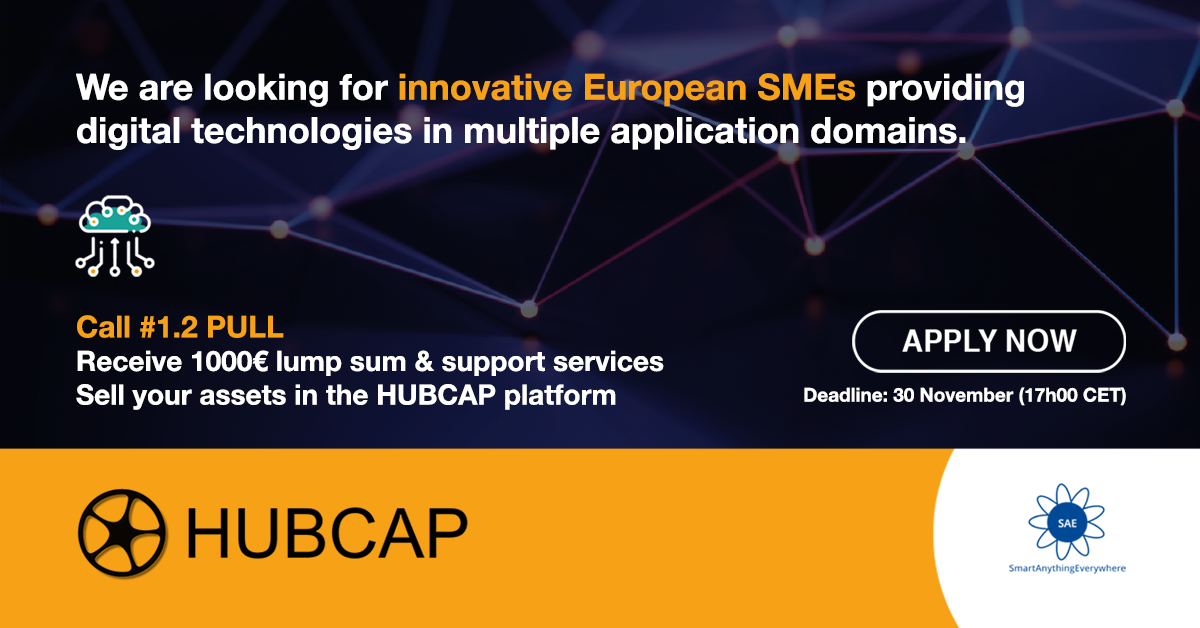 We are looking for innovative European SMEs providing
digital technologies in multiple application domains.
Call #1.2 PULL
Receive 1000€ lump sum & support services
Sell your assets in the HUBCAP platform
APPLY NOW
Deadline: 30 November (17h00 CET)
HUBCAP
SAE
SmartAnythingEverywhere